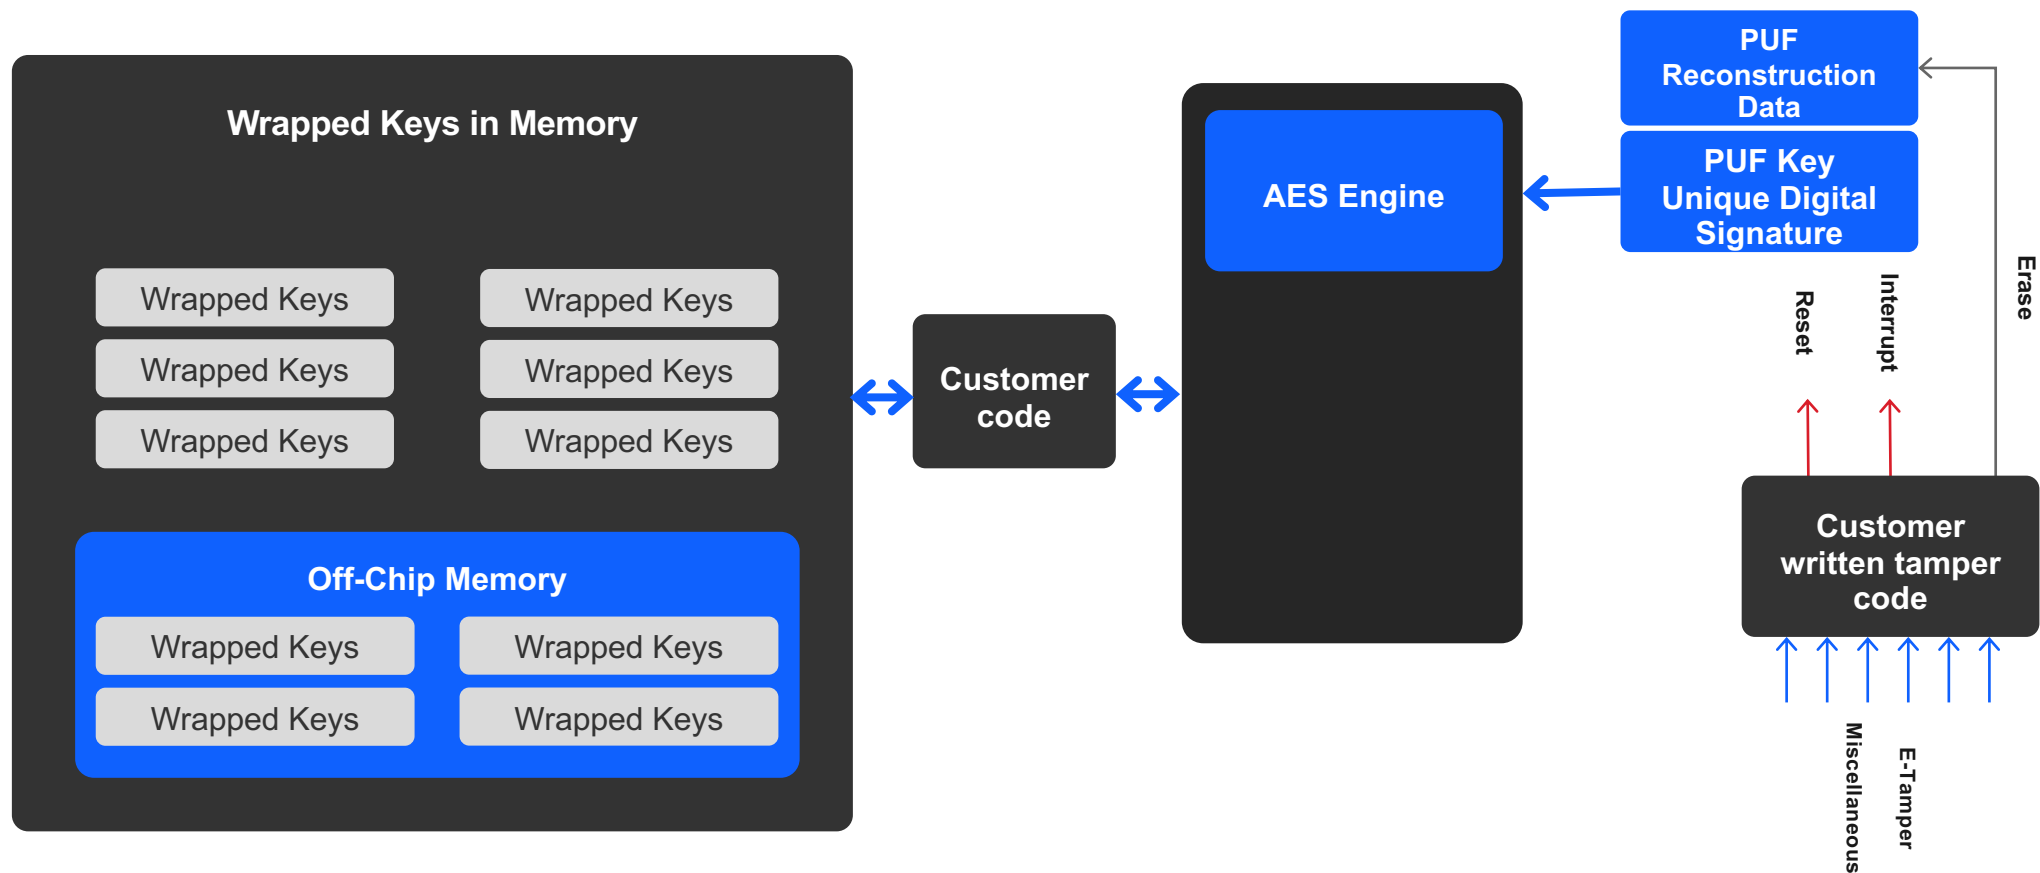 Wrapped Keys in Memory
Wrapped Keys
Wrapped Keys
Wrapped Keys
Wrapped Keys
Wrapped Keys
Wrapped Keys
Off-Chip Memory
Wrapped Keys
Wrapped Keys
Wrapped Keys
Wrapped Keys
Customer
code
AES Engine
PUF
Reconstruction
Data
PUF Key
Unique Digital
Signature
Reset
Interrupt
Erase
Customer
written tamper
code
Miscellaneous
E-Tamper